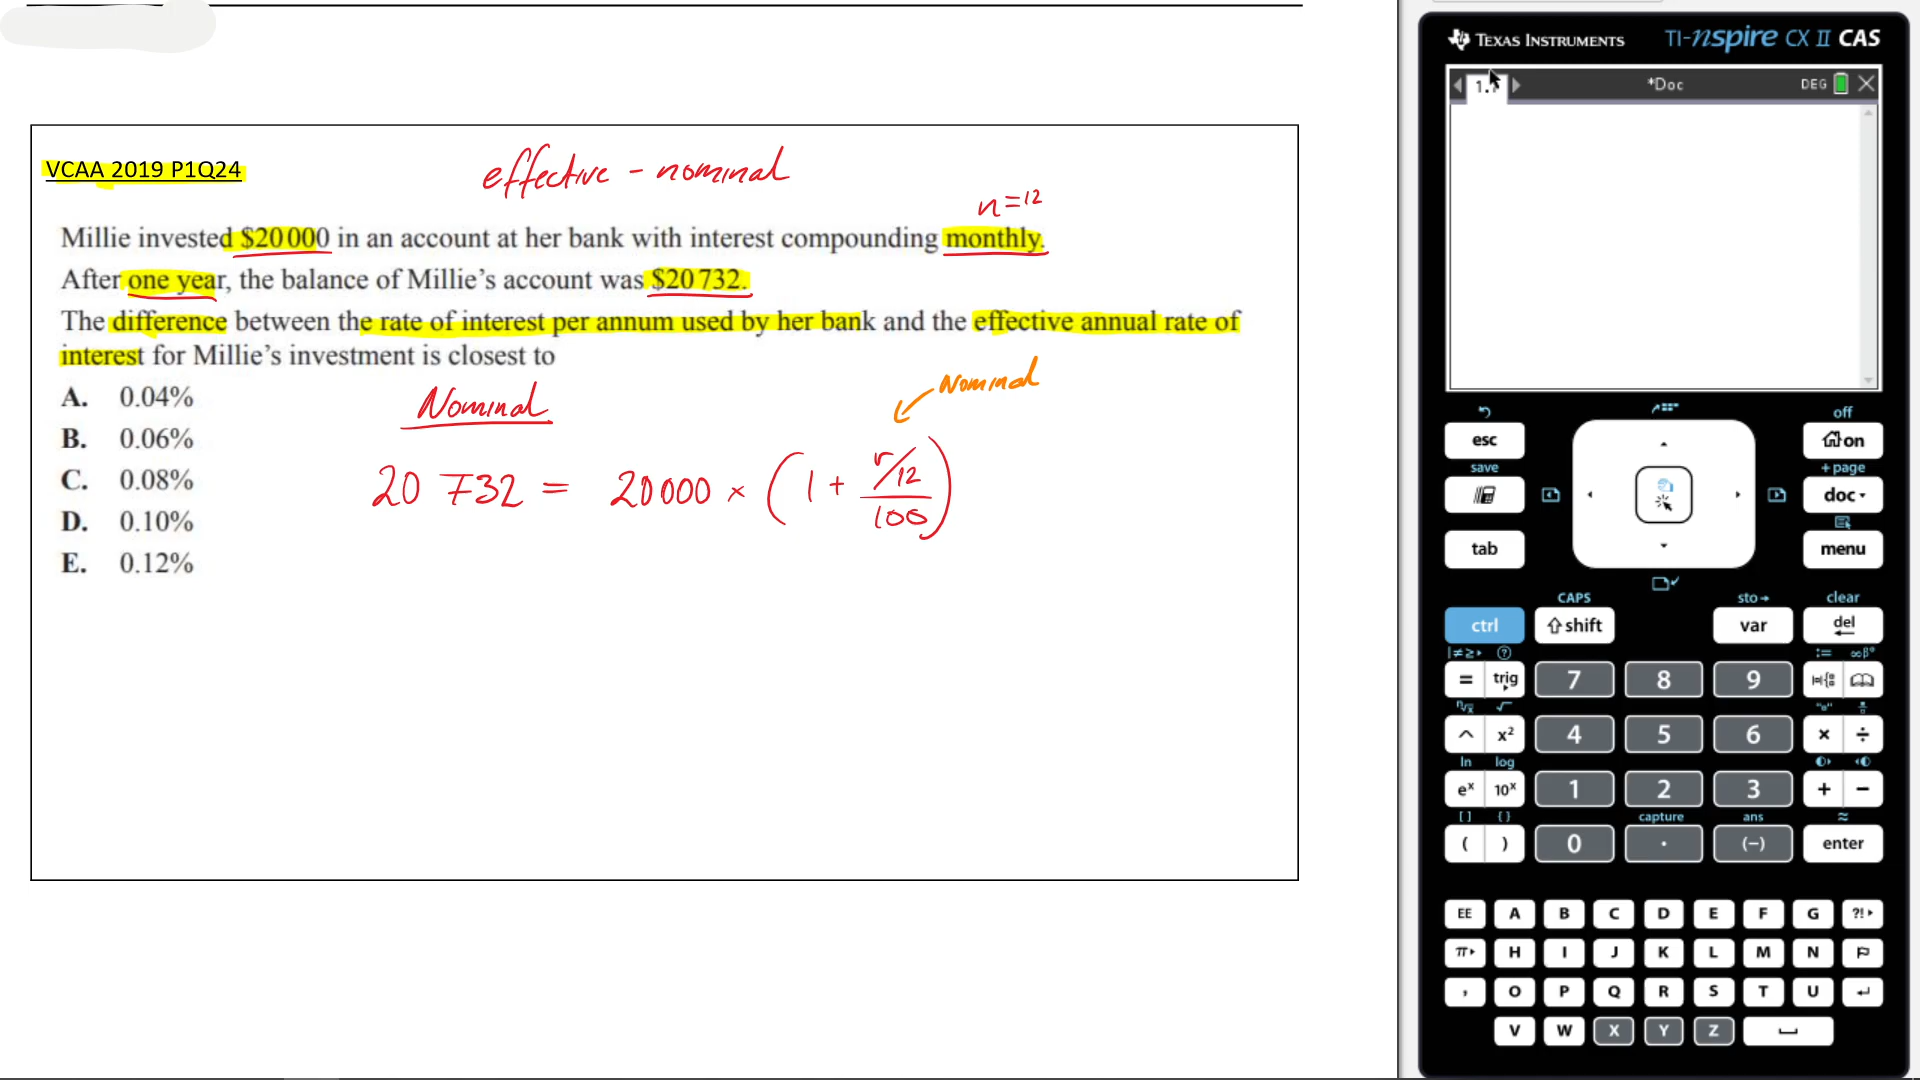 VCAA 2019 P1Q24
effective - nominal
n=12
Millie invested $20 000 in an account at her bank with interest compounding monthly.
After one year, the balance of Millie's account was $20 732.
The difference between the rate of interest per annum used by her bank and the effective annual rate of
interest for Millie's investment is closest to
A. 0.04%
B. 0.06%
C. 0.08%
D. 0.10%
E. 0.12%
Nominal
Nominal
20 732 = 20000 × (1 + r/12 / 100)
TEXAS INSTRUMENTS TI-nspire CX II CAS
1.1 *Doc DEG
off
esc on
save + page
doc
tab menu
CAPS sto→ clear
ctrl shift var del
|≠≥▸ ? := ∞β°
= trig 7 8 9
ⁿ√x √ "□"
^ x² 4 5 6 × ÷
ln log
eˣ 10ˣ 1 2 3 + −
[ ] { } capture ans ≈
( ) 0 . (−) enter
EE A B C D E F G ?!▸
π▸ H I J K L M N
, O P Q R S T U
V W X Y Z